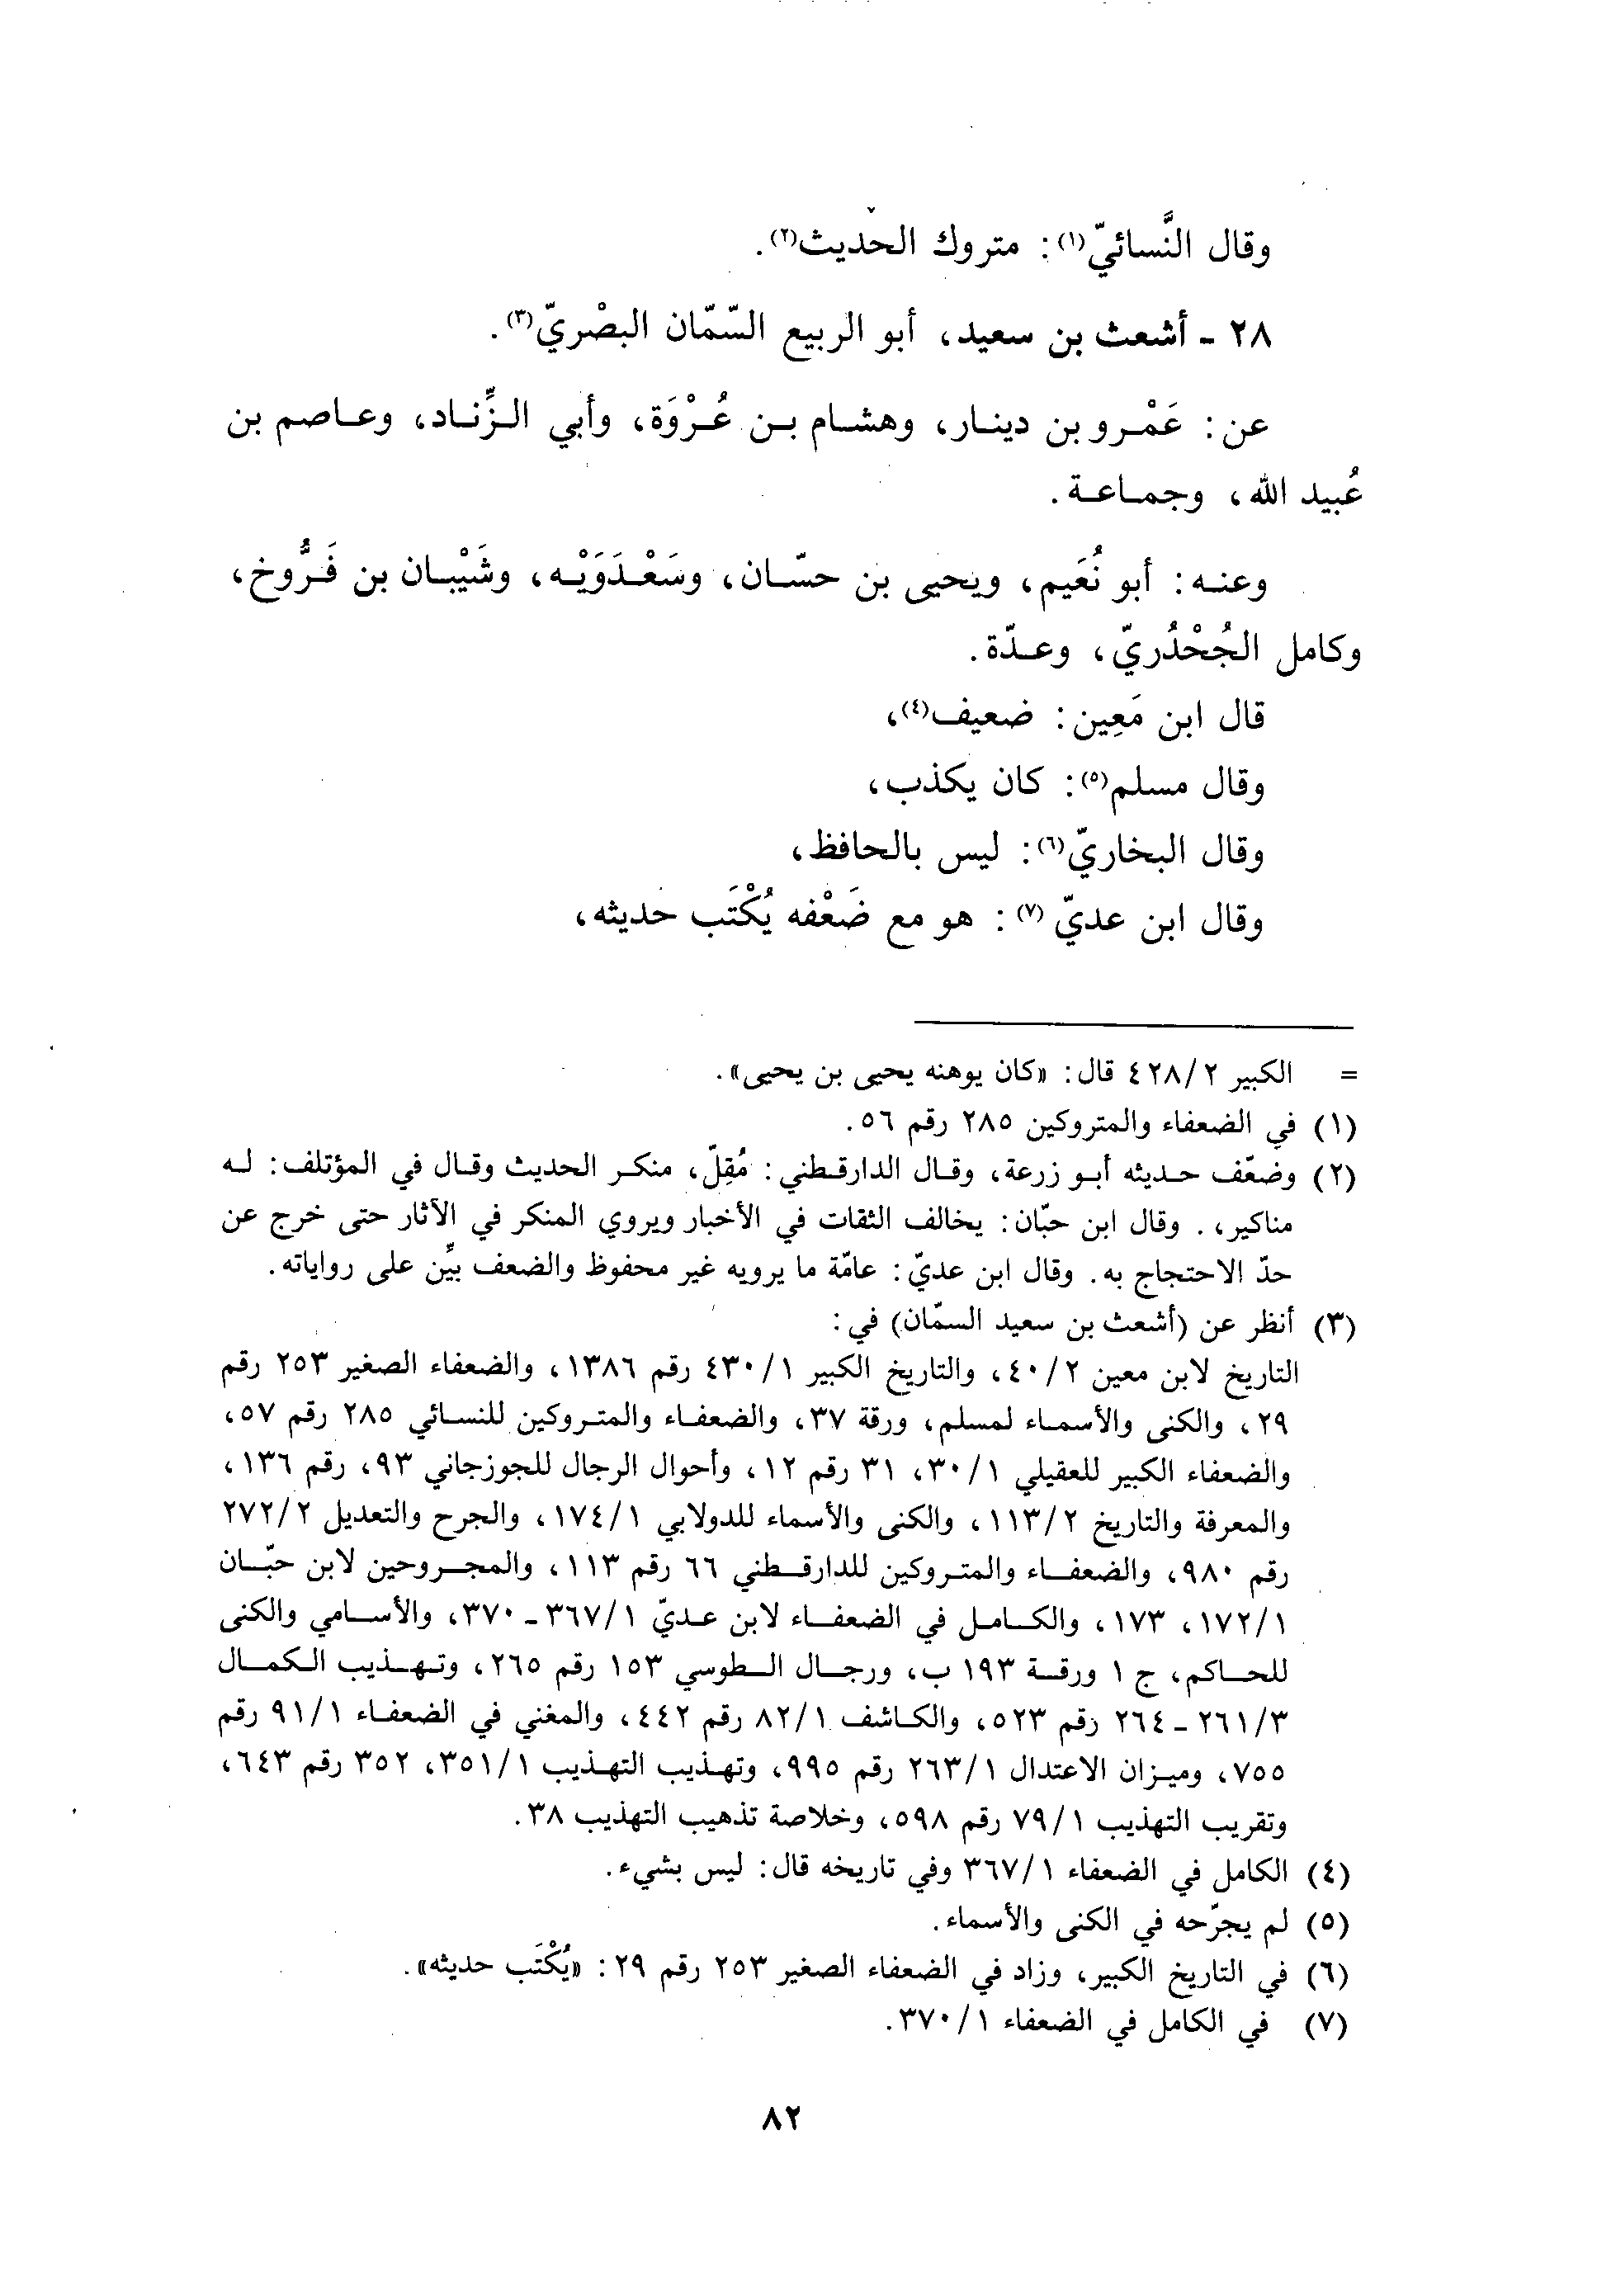 وقال النَّسائيّ(١): متروك الحديث(٢).
٢٨ - أشعث بن سعيد، أبو الربيع السّمّان البصْريّ(٣).
عن: عَمْرو بن دينار، وهشام بن عُرْوَة، وأبي الزِّناد، وعاصم بن
عُبيد الله، وجماعة.
وعنه: أبو نُعَيم، ويحيى بن حسّان، وسَعْدَوَيْه، وشَيْبان بن فَرُّوخ،
وكامل الجُحْدُريّ، وعدّة.
قال ابن مَعِين: ضعيف(٤)،
وقال مسلم(٥): كان يكذب،
وقال البخاريّ(٦): ليس بالحافظ،
وقال ابن عديّ(٧): هو مع ضَعْفه يُكْتَب حديثه،
= الكبير ٤٢٨/٢ قال: «كان يوهنه يحيى بن يحيى».
(١) في الضعفاء والمتروكين ٢٨٥ رقم ٥٦.
(٢) وضعّف حديثه أبو زرعة، وقال الدارقطني: مُقِلّ، منكر الحديث وقال في المؤتلف: له
مناكير،. وقال ابن حبّان: يخالف الثقات في الأخبار ويروي المنكر في الآثار حتى خرج عن
حدّ الاحتجاج به. وقال ابن عديّ: عامّة ما يرويه غير محفوظ والضعف بيِّن على رواياته.
(٣) أنظر عن (أشعث بن سعيد السمّان) في:
التاريخ لابن معين ٤٠/٢، والتاريخ الكبير ٤٣٠/١ رقم ١٣٨٦، والضعفاء الصغير ٢٥٣ رقم
٢٩، والكنى والأسماء لمسلم، ورقة ٣٧، والضعفاء والمتروكين للنسائي ٢٨٥ رقم ٥٧،
والضعفاء الكبير للعقيلي ٣٠/١، ٣١ رقم ١٢، وأحوال الرجال للجوزجاني ٩٣، رقم ١٣٦،
والمعرفة والتاريخ ١١٣/٢، والكنى والأسماء للدولابي ١٧٤/١، والجرح والتعديل ٢٧٢/٢
رقم ٩٨٠، والضعفاء والمتروكين للدارقطني ٦٦ رقم ١١٣، والمجروحين لابن حبّان
١٧٢/١، ١٧٣، والكامل في الضعفاء لابن عديّ ٣٦٧/١ - ٣٧٠، والأسامي والكنى
للحاكم، ج ١ ورقة ١٩٣ ب، ورجال الطوسي ١٥٣ رقم ٢٦٥، وتهذيب الكمال
٢٦١/٣ - ٢٦٤ رقم ٥٢٣، والكاشف ٨٢/١ رقم ٤٤٢، والمغني في الضعفاء ٩١/١ رقم
٧٥٥، وميزان الاعتدال ٢٦٣/١ رقم ٩٩٥، وتهذيب التهذيب ٣٥١/١، ٣٥٢ رقم ٦٤٣،
وتقريب التهذيب ٧٩/١ رقم ٥٩٨، وخلاصة تذهيب التهذيب ٣٨.
(٤) الكامل في الضعفاء ٣٦٧/١ وفي تاريخه قال: ليس بشيء.
(٥) لم يجرّحه في الكنى والأسماء.
(٦) في التاريخ الكبير، وزاد في الضعفاء الصغير ٢٥٣ رقم ٢٩: «يُكْتَب حديثه».
(٧) في الكامل في الضعفاء ٣٧٠/١.
٨٢